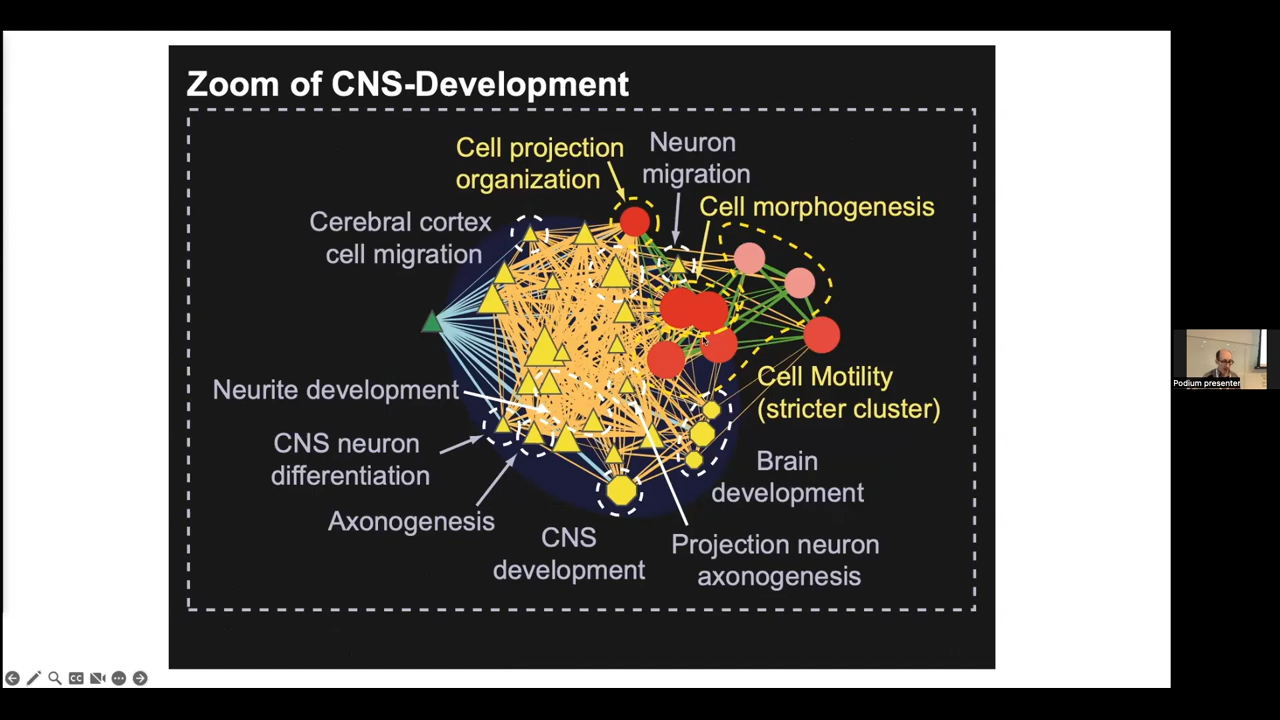 Zoom of CNS-Development
Cell projection
organization
Neuron
migration
Cell morphogenesis
Cerebral cortex
cell migration
Neurite development
CNS neuron
differentiation
Axonogenesis
CNS
development
Cell Motility
(stricter cluster)
Brain
development
Projection neuron
axonogenesis
Podium presenter
CC